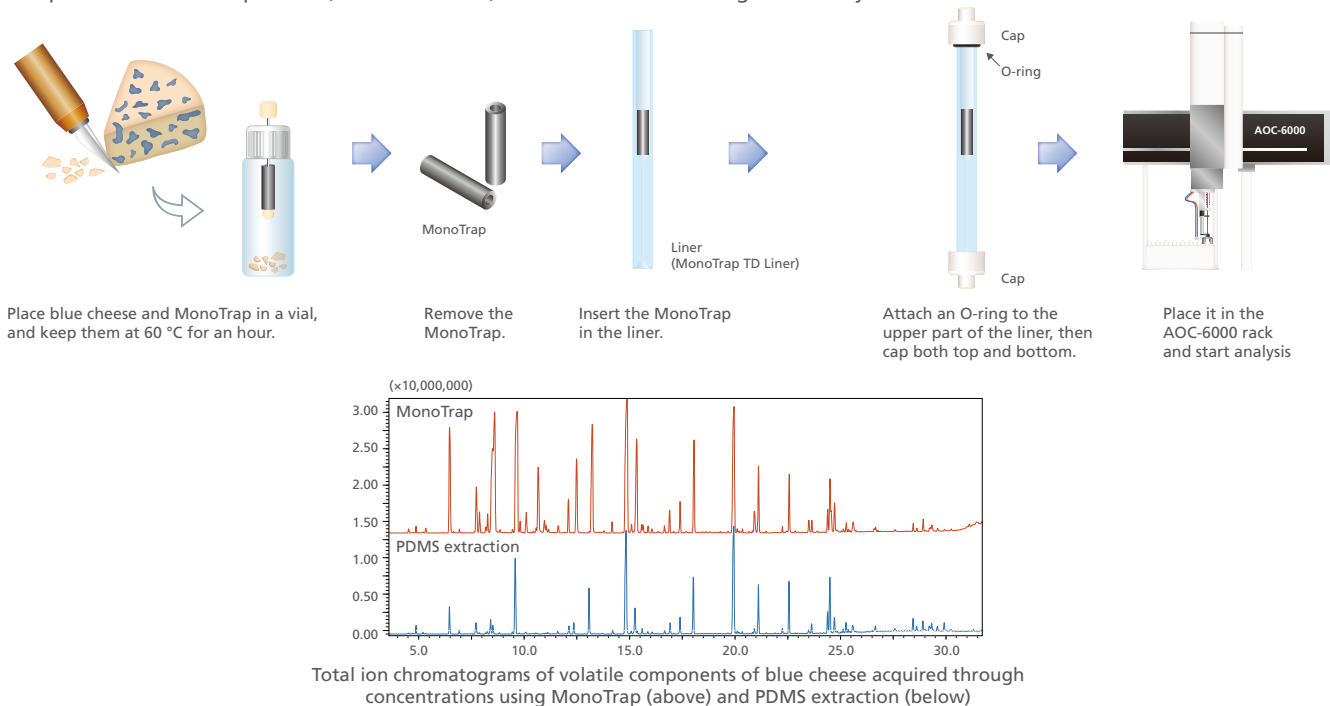 Cap
O-ring
AOC-6000
MonoTrap
Liner
(MonoTrap TD Liner)
Cap
Place blue cheese and MonoTrap in a vial,
and keep them at 60 °C for an hour.
Remove the
MonoTrap.
Insert the MonoTrap
in the liner.
Attach an O-ring to the
upper part of the liner, then
cap both top and bottom.
Place it in the
AOC-6000 rack
and start analysis
(×10,000,000)
3.00
MonoTrap
2.50
2.00
1.50
PDMS extraction
1.00
0.50
0.00
5.0 10.0 15.0 20.0 25.0 30.0
Total ion chromatograms of volatile components of blue cheese acquired through
concentrations using MonoTrap (above) and PDMS extraction (below)